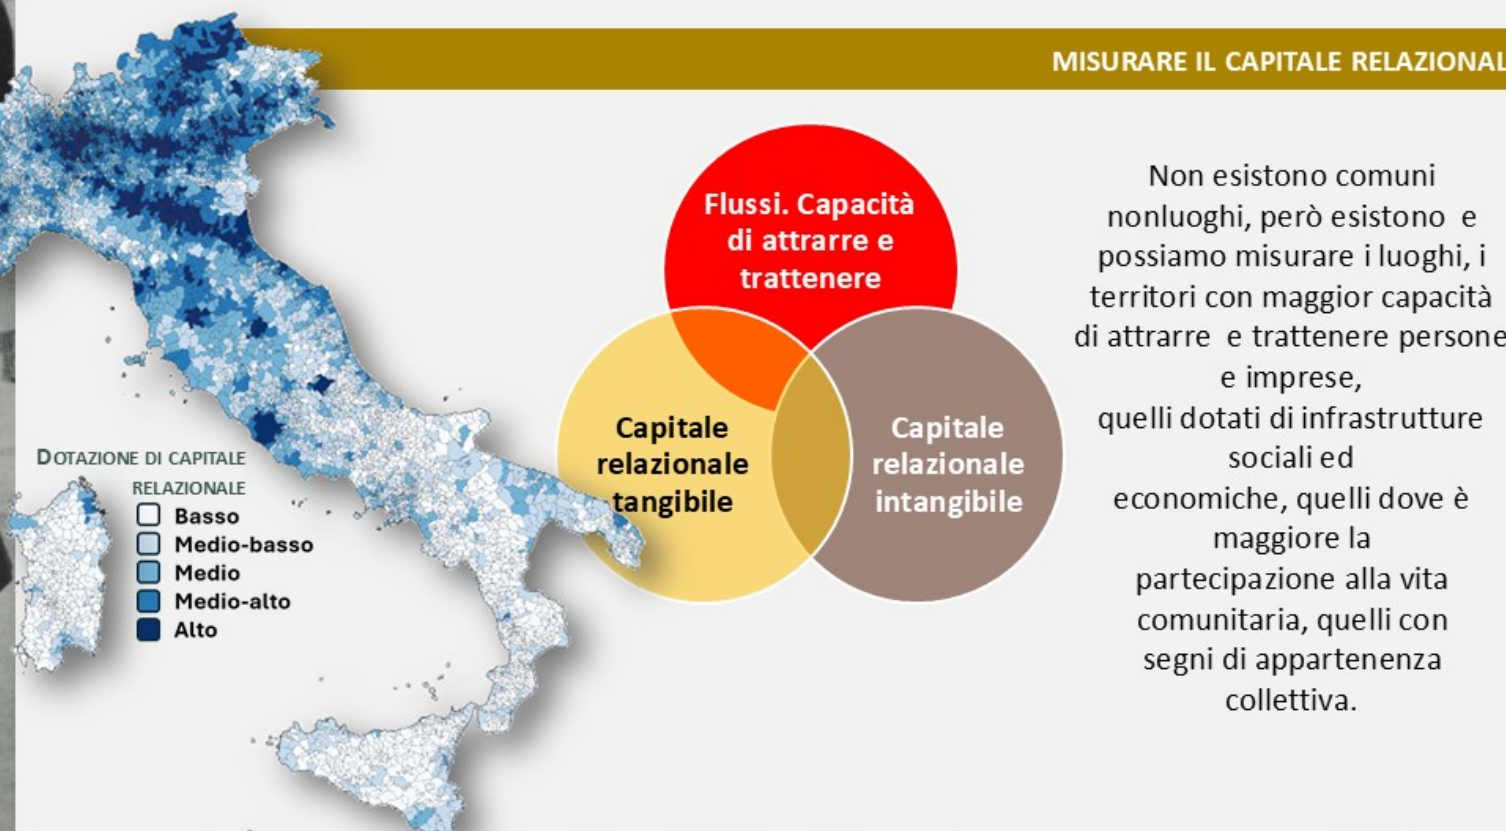 MISURARE IL CAPITALE RELAZIONAL
Flussi. Capacità
di attrarre e
trattenere
Capitale
relazionale
tangibile
Capitale
relazionale
intangibile
Non esistono comuni
nonluoghi, però esistono e
possiamo misurare i luoghi, i
territori con maggior capacità
di attrarre e trattenere persone
e imprese,
quelli dotati di infrastrutture
sociali ed
economiche, quelli dove è
maggiore la
partecipazione alla vita
comunitaria, quelli con
segni di appartenenza
collettiva.
DOTAZIONE DI CAPITALE
RELAZIONALE
Basso
Medio-basso
Medio
Medio-alto
Alto